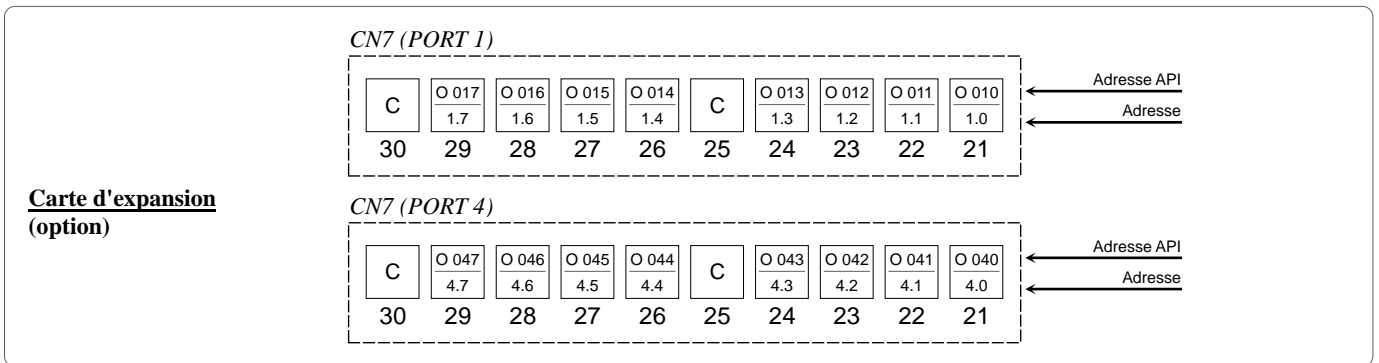 CN7 (PORT 1)
C O 017 O 016 O 015 O 014 C O 013 O 012 O 011 O 010 Adresse API
1.7 1.6 1.5 1.4 1.3 1.2 1.1 1.0 Adresse
30 29 28 27 26 25 24 23 22 21
Carte d'expansion
(option)
CN7 (PORT 4)
C O 047 O 046 O 045 O 044 C O 043 O 042 O 041 O 040 Adresse API
4.7 4.6 4.5 4.4 4.3 4.2 4.1 4.0 Adresse
30 29 28 27 26 25 24 23 22 21